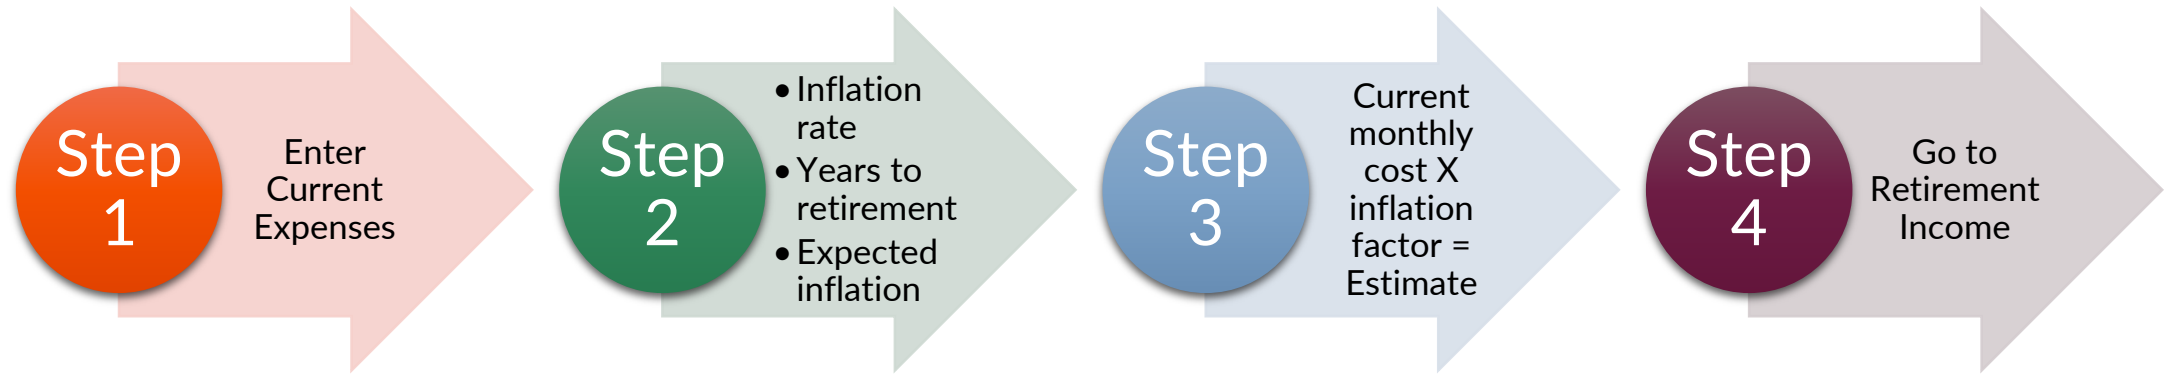 Step
1
Enter
Current
Expenses
Step
2
• Inflation
rate
• Years to
retirement
• Expected
inflation
Step
3
Current
monthly
cost X
inflation
factor =
Estimate
Step
4
Go to
Retirement
Income